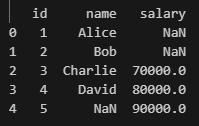 id name salary
0 1 Alice NaN
1 2 Bob NaN
2 3 Charlie 70000.0
3 4 David 80000.0
4 5 NaN 90000.0